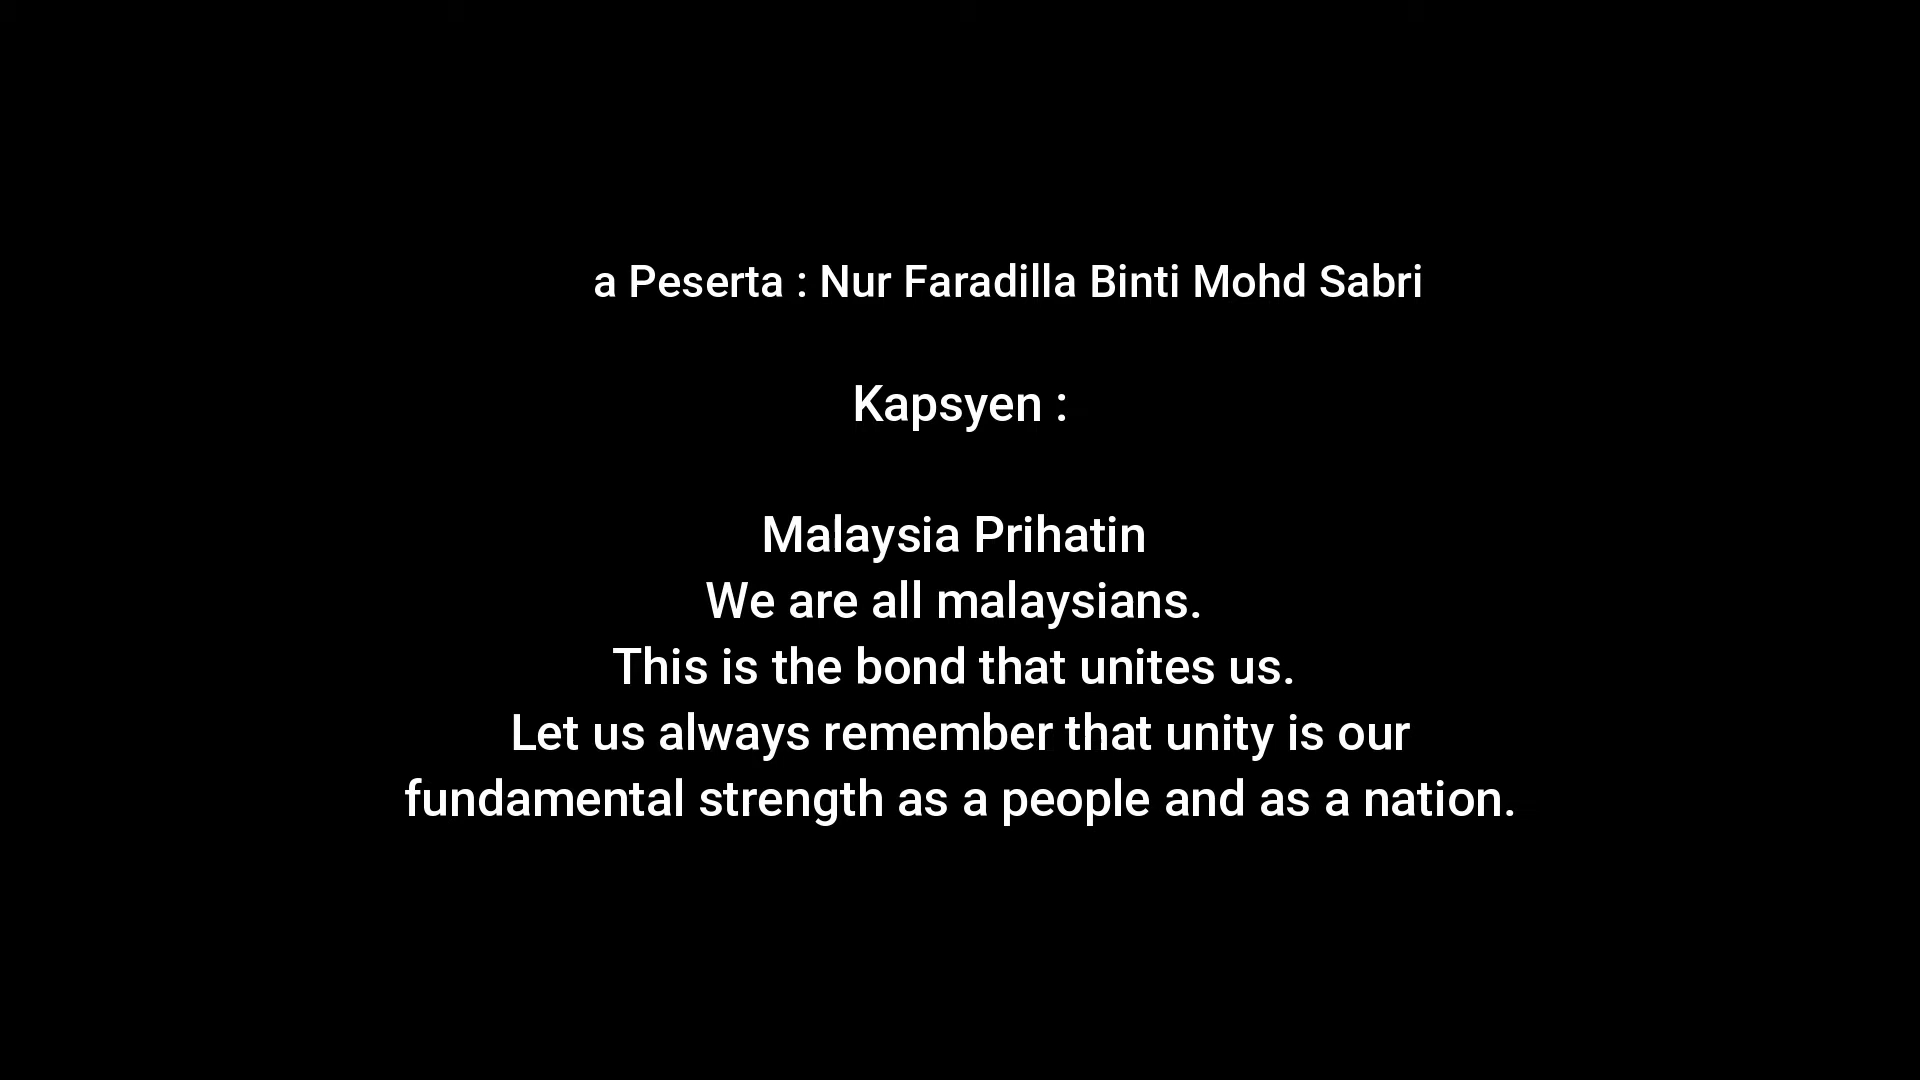 a Peserta : Nur Faradilla Binti Mohd Sabri
Kapsyen :
Malaysia Prihatin
We are all malaysians.
This is the bond that unites us.
Let us always remember that unity is our
fundamental strength as a people and as a nation.